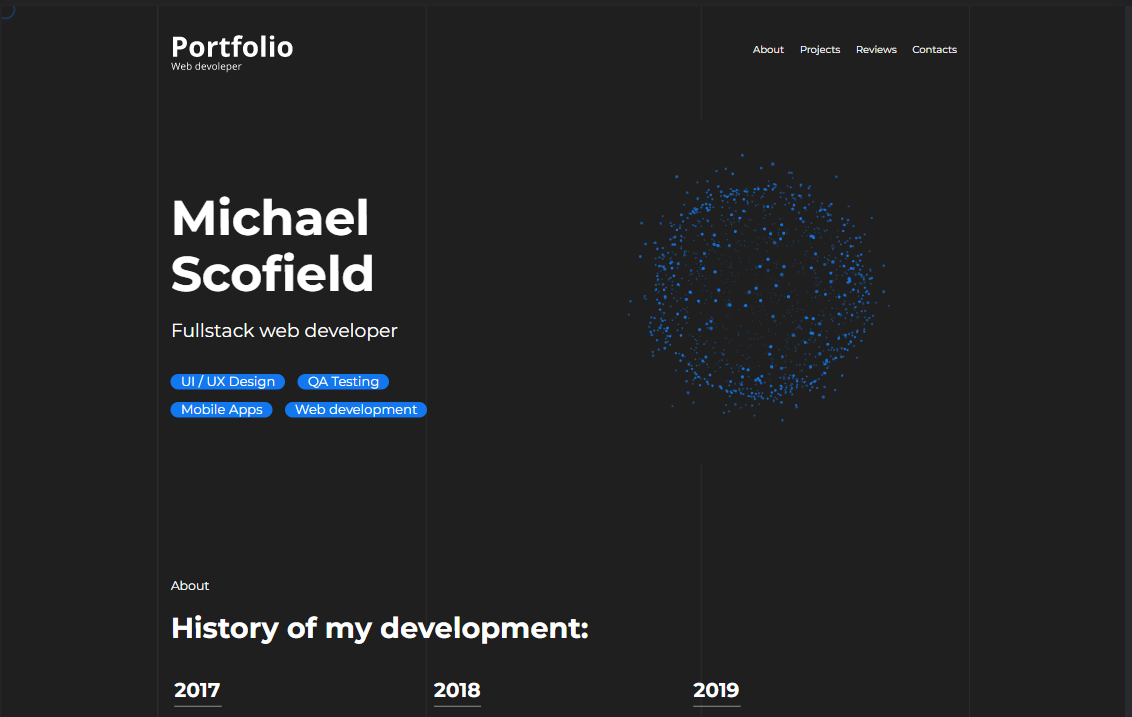 Portfolio
Web devoleper
About Projects Reviews Contacts
Michael
Scofield
Fullstack web developer
UI / UX Design QA Testing
Mobile Apps Web development
About
History of my development:
2017 2018 2019